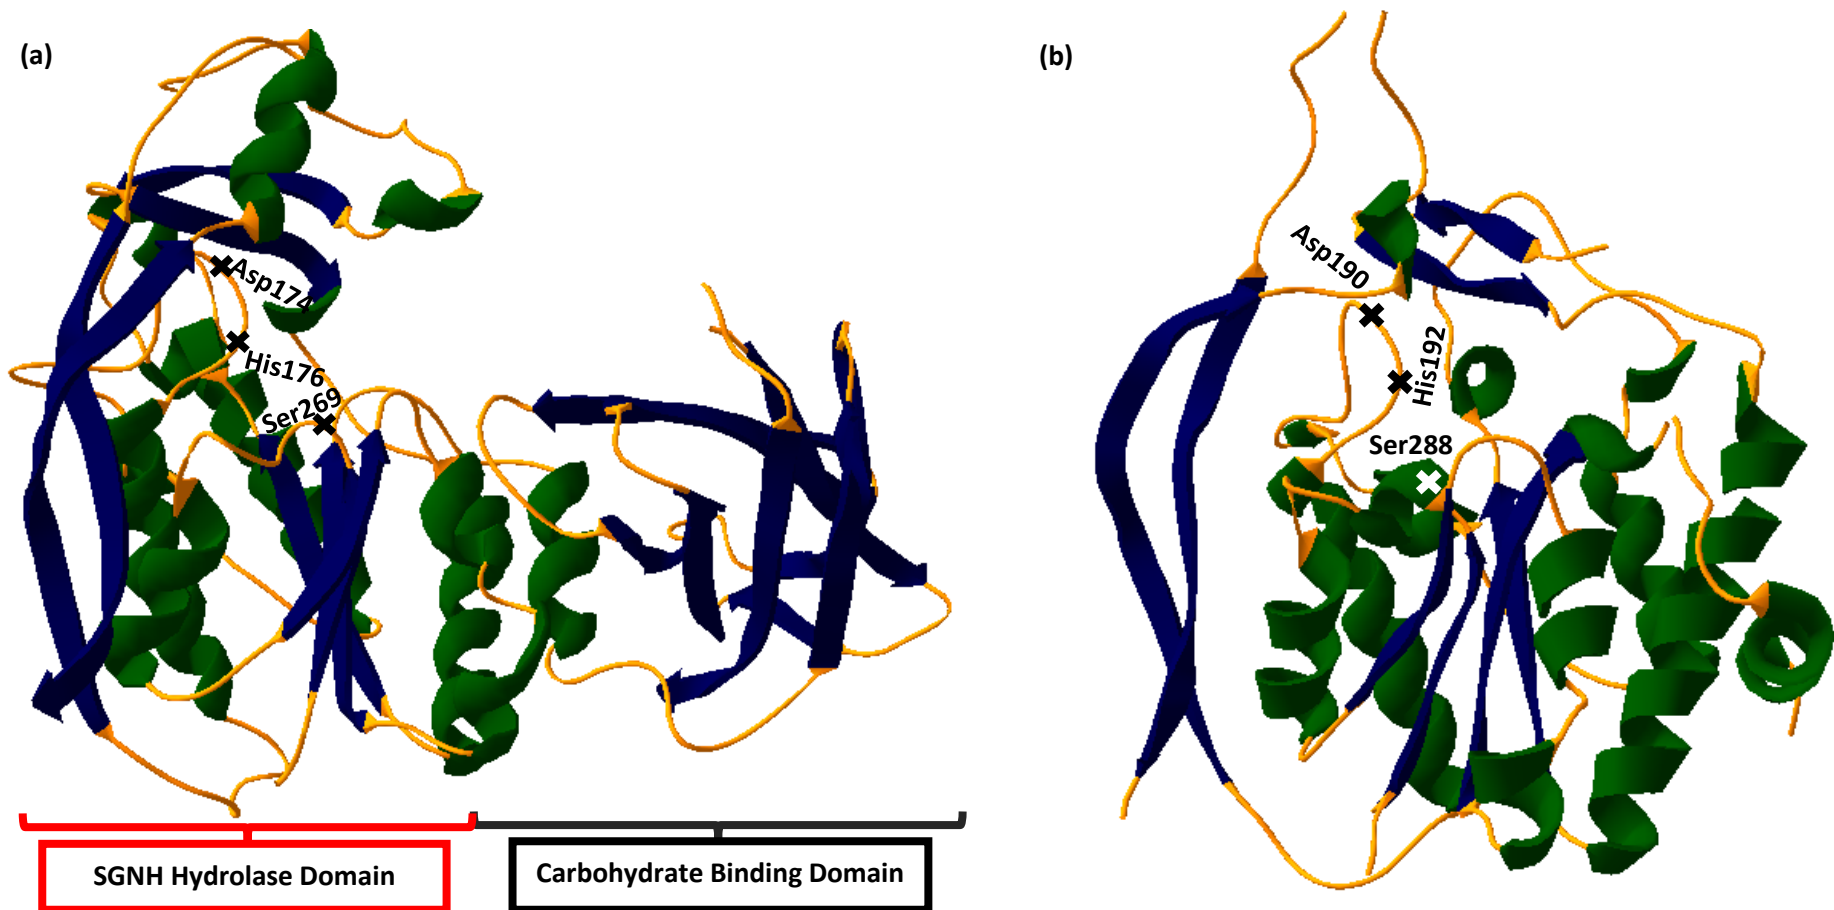 (a)
Asp174
His176
Ser269
SGNH Hydrolase Domain
Carbohydrate Binding Domain
(b)
Asp190
His192
Ser288